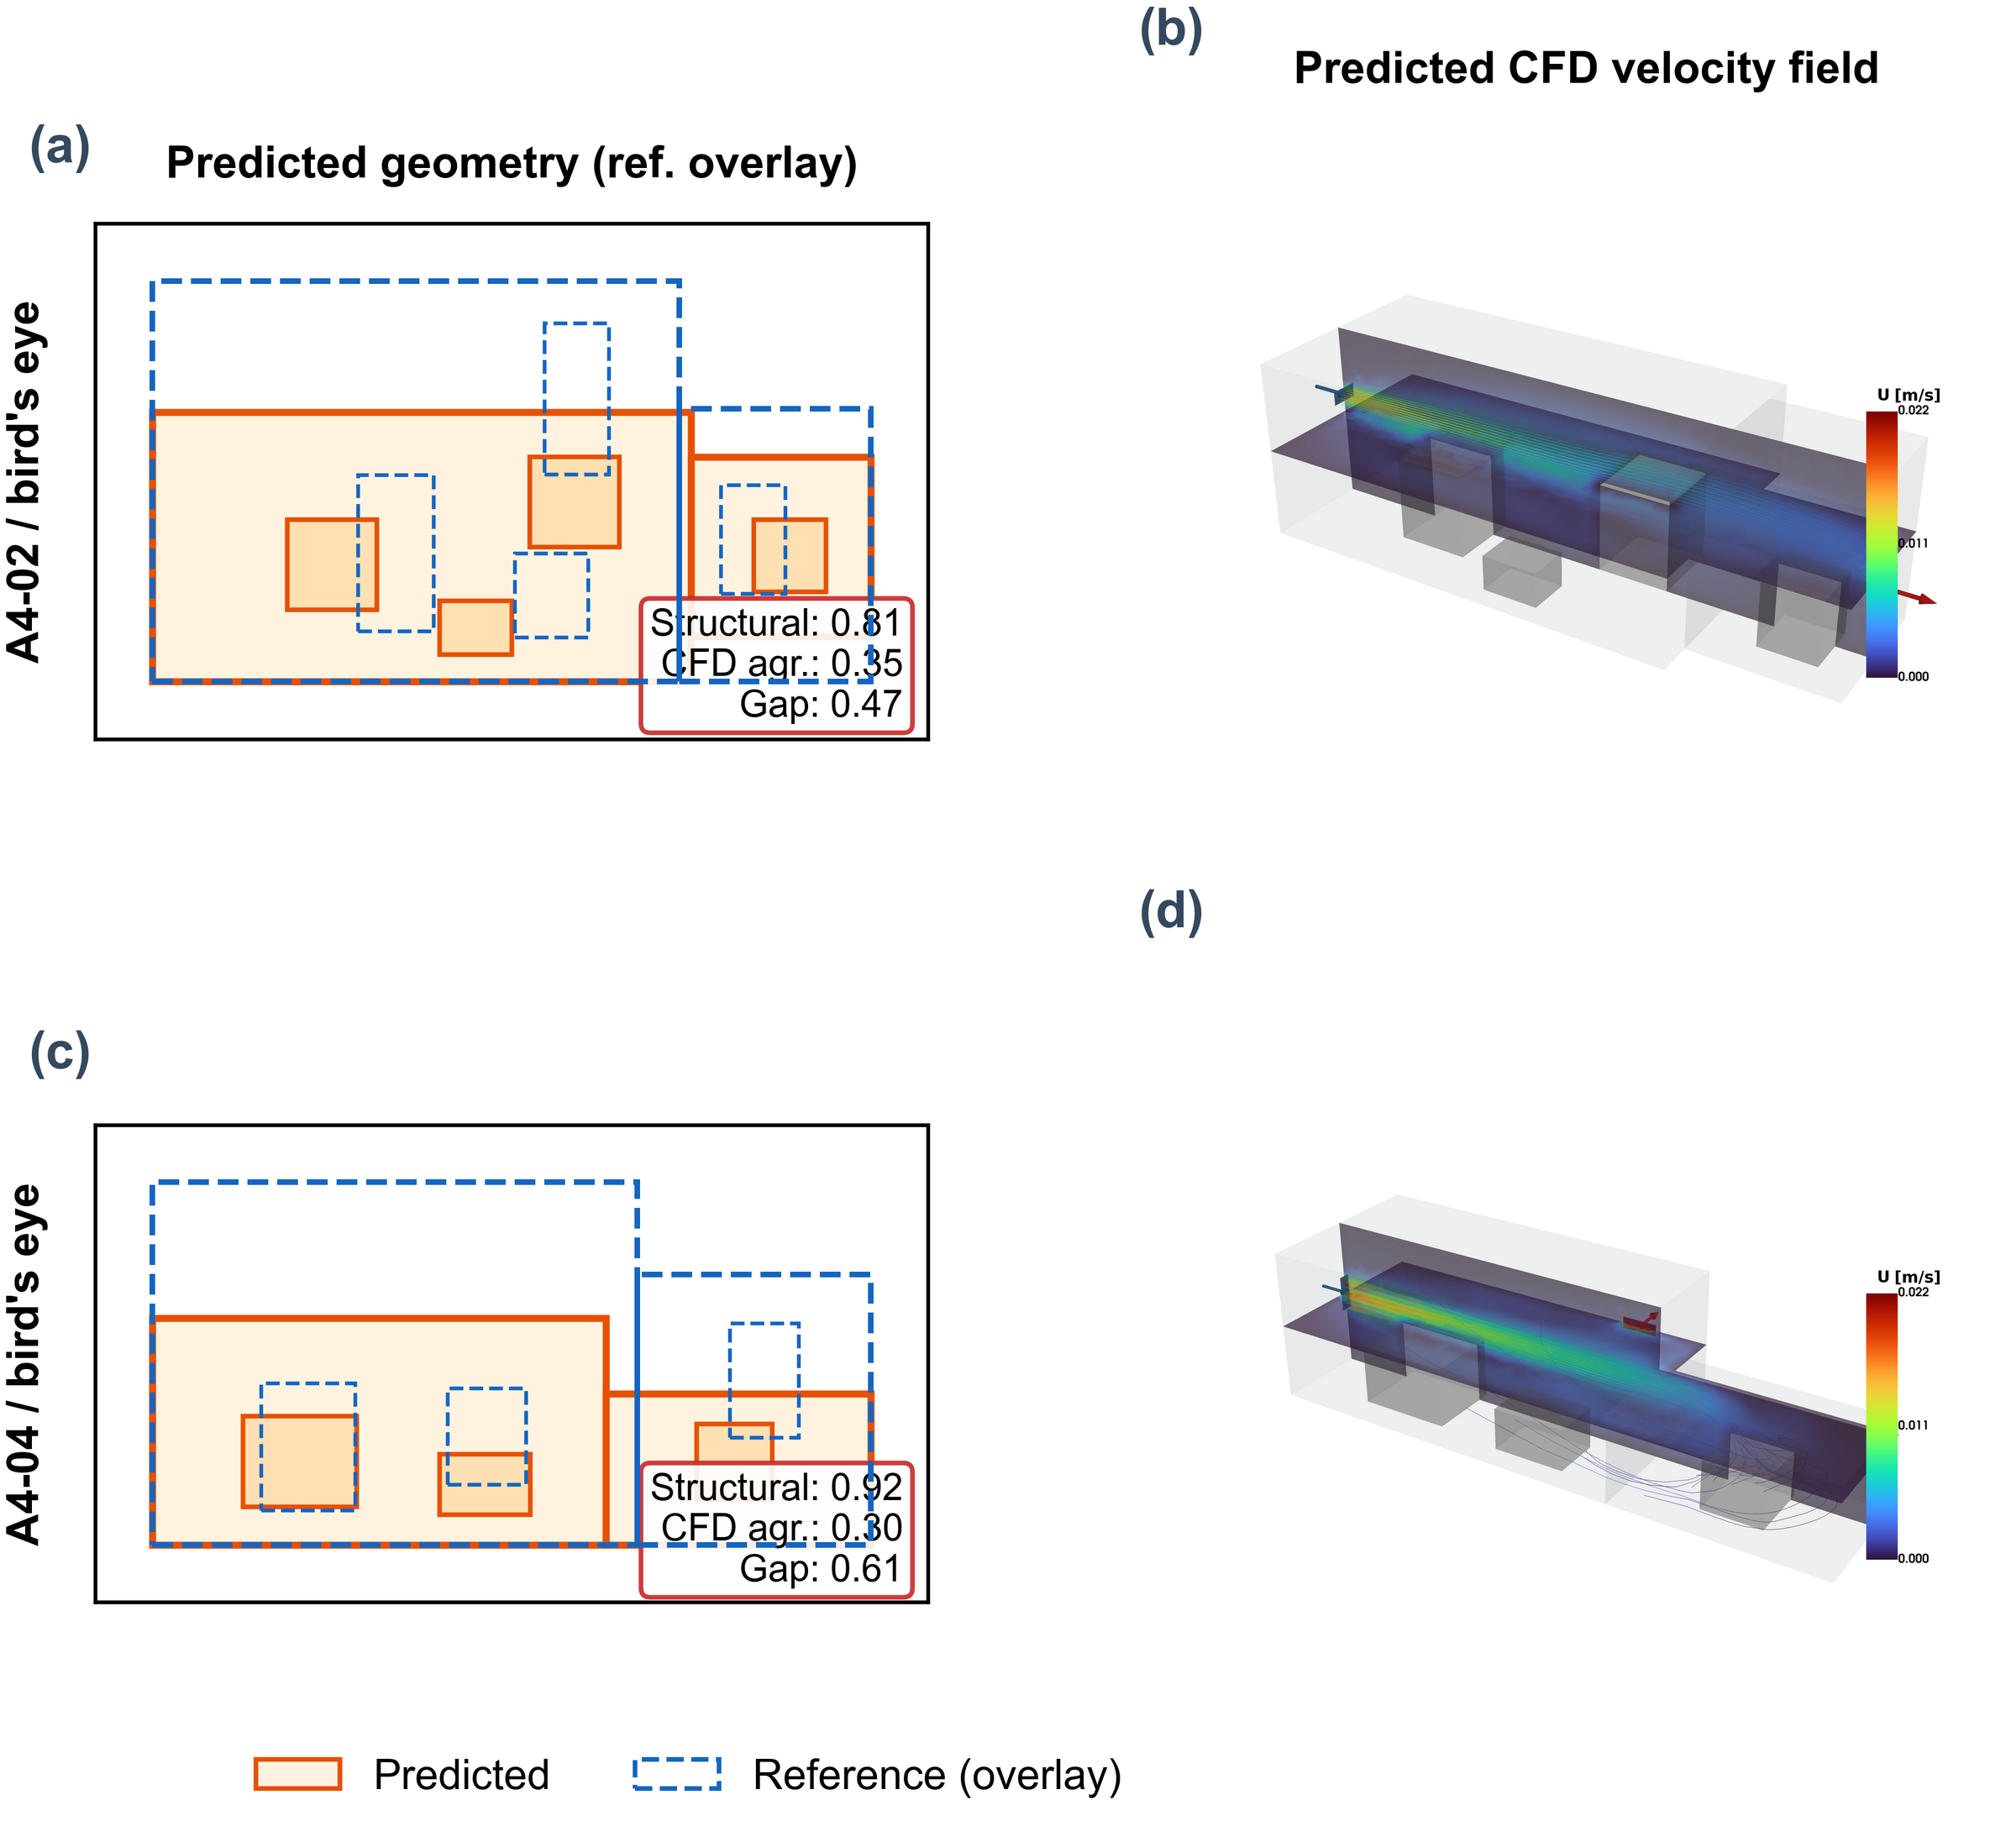 (a)
Predicted geometry (ref. overlay)
A4-02 / bird's eye
Structural: 0.81
CFD agr.: 0.35
Gap: 0.47
(b)
Predicted CFD velocity field
U [m/s]
0.022
0.011
0.000
(c)
A4-04 / bird's eye
Structural: 0.92
CFD agr.: 0.30
Gap: 0.61
(d)
U [m/s]
0.022
0.011
0.000
Predicted
Reference (overlay)